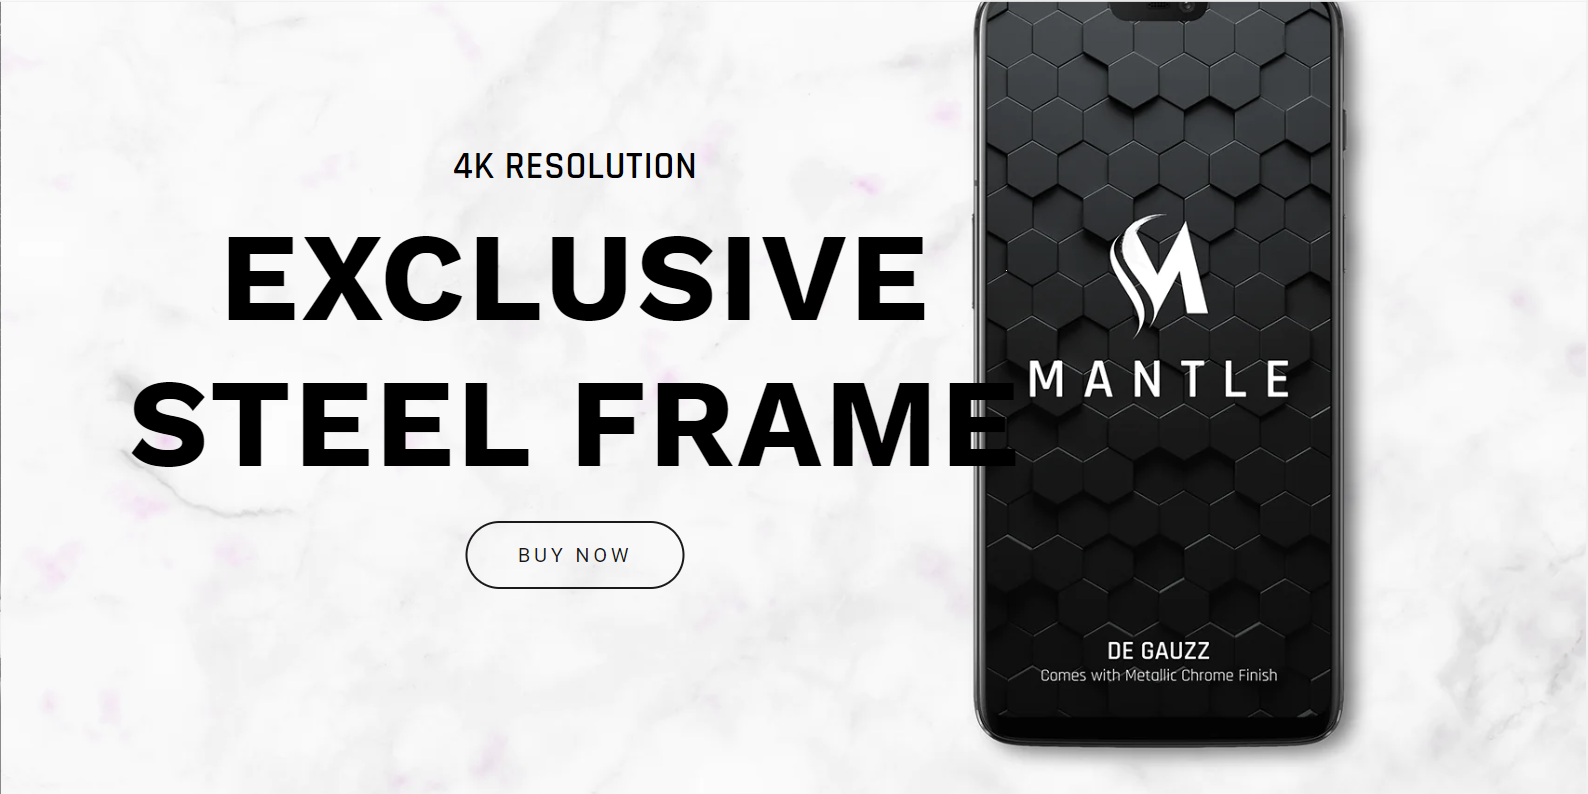 4K RESOLUTION
EXCLUSIVE
STEEL FRAME
BUY NOW
MANTLE
DE GAUZZ
Comes with Metallic Chrome Finish